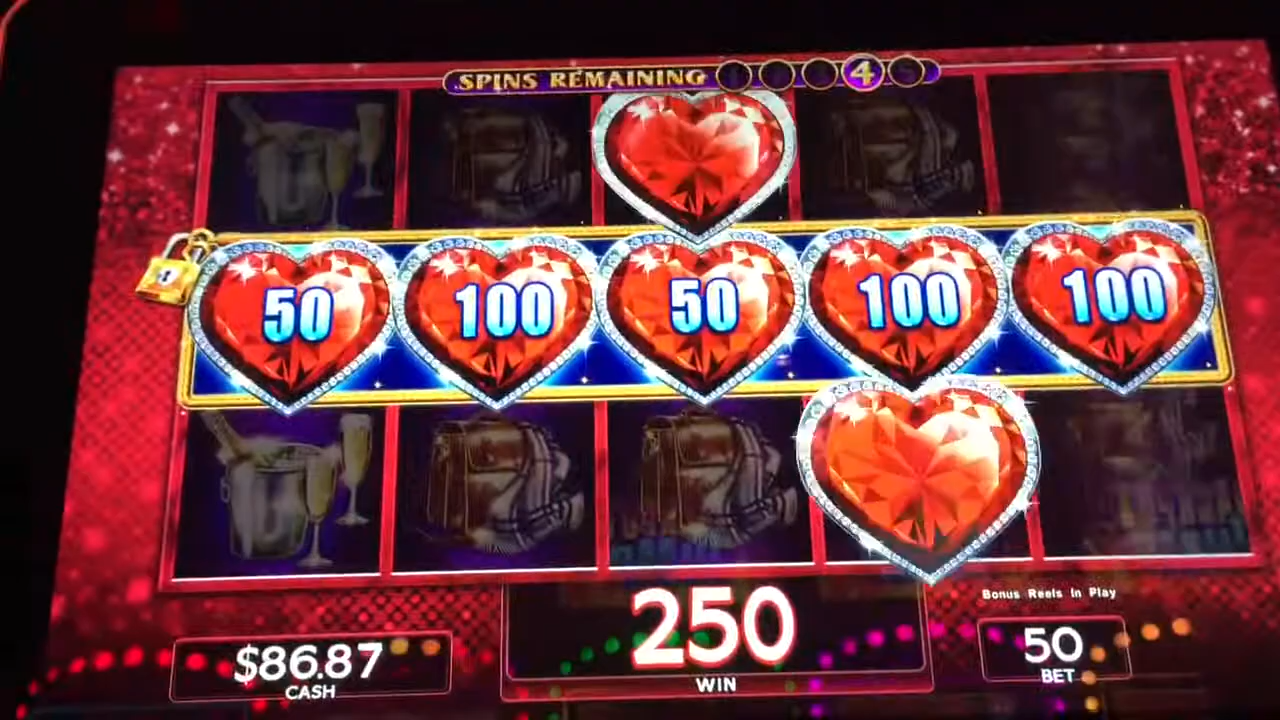 SPINS REMAINING 4
50 100 50 100 100
250
WIN
$86.87
CASH
Bonus Reels In Play
50
BET